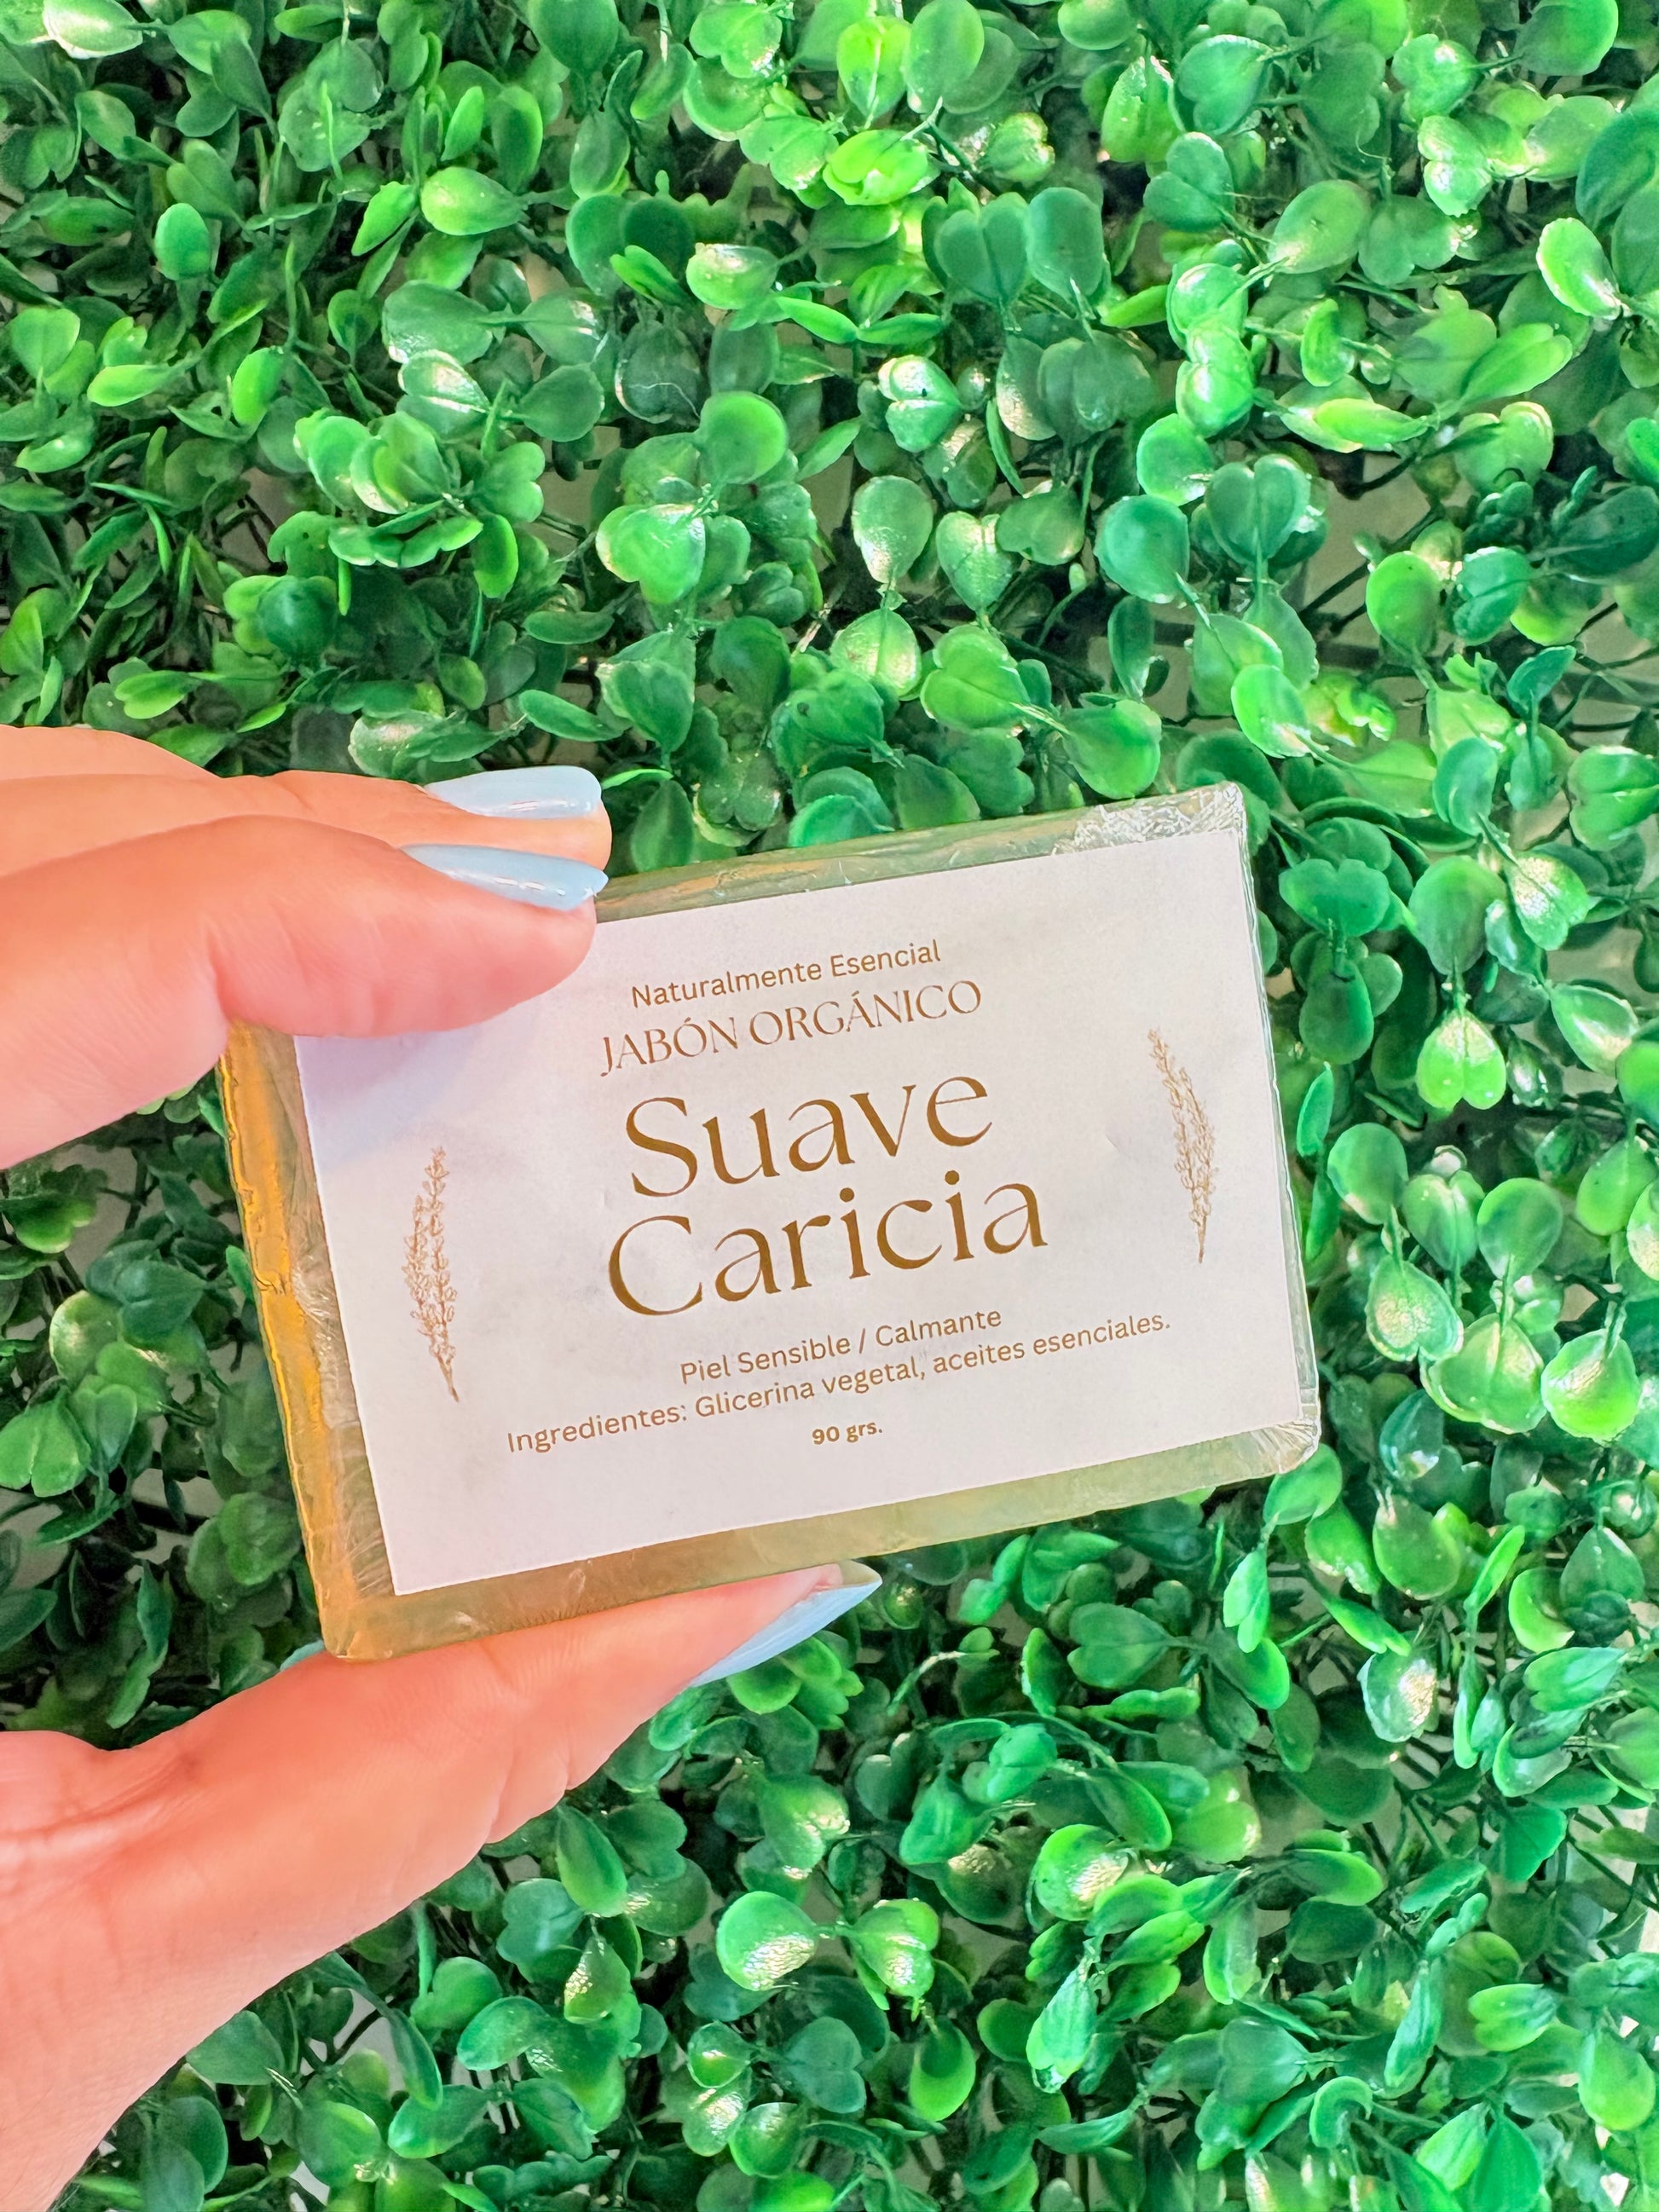 Naturalmente Esencial
JABÓN ORGÁNICO
Suave
Caricia
Piel Sensible / Calmante
Ingredientes: Glicerina vegetal, aceites esenciales.
90 grs.